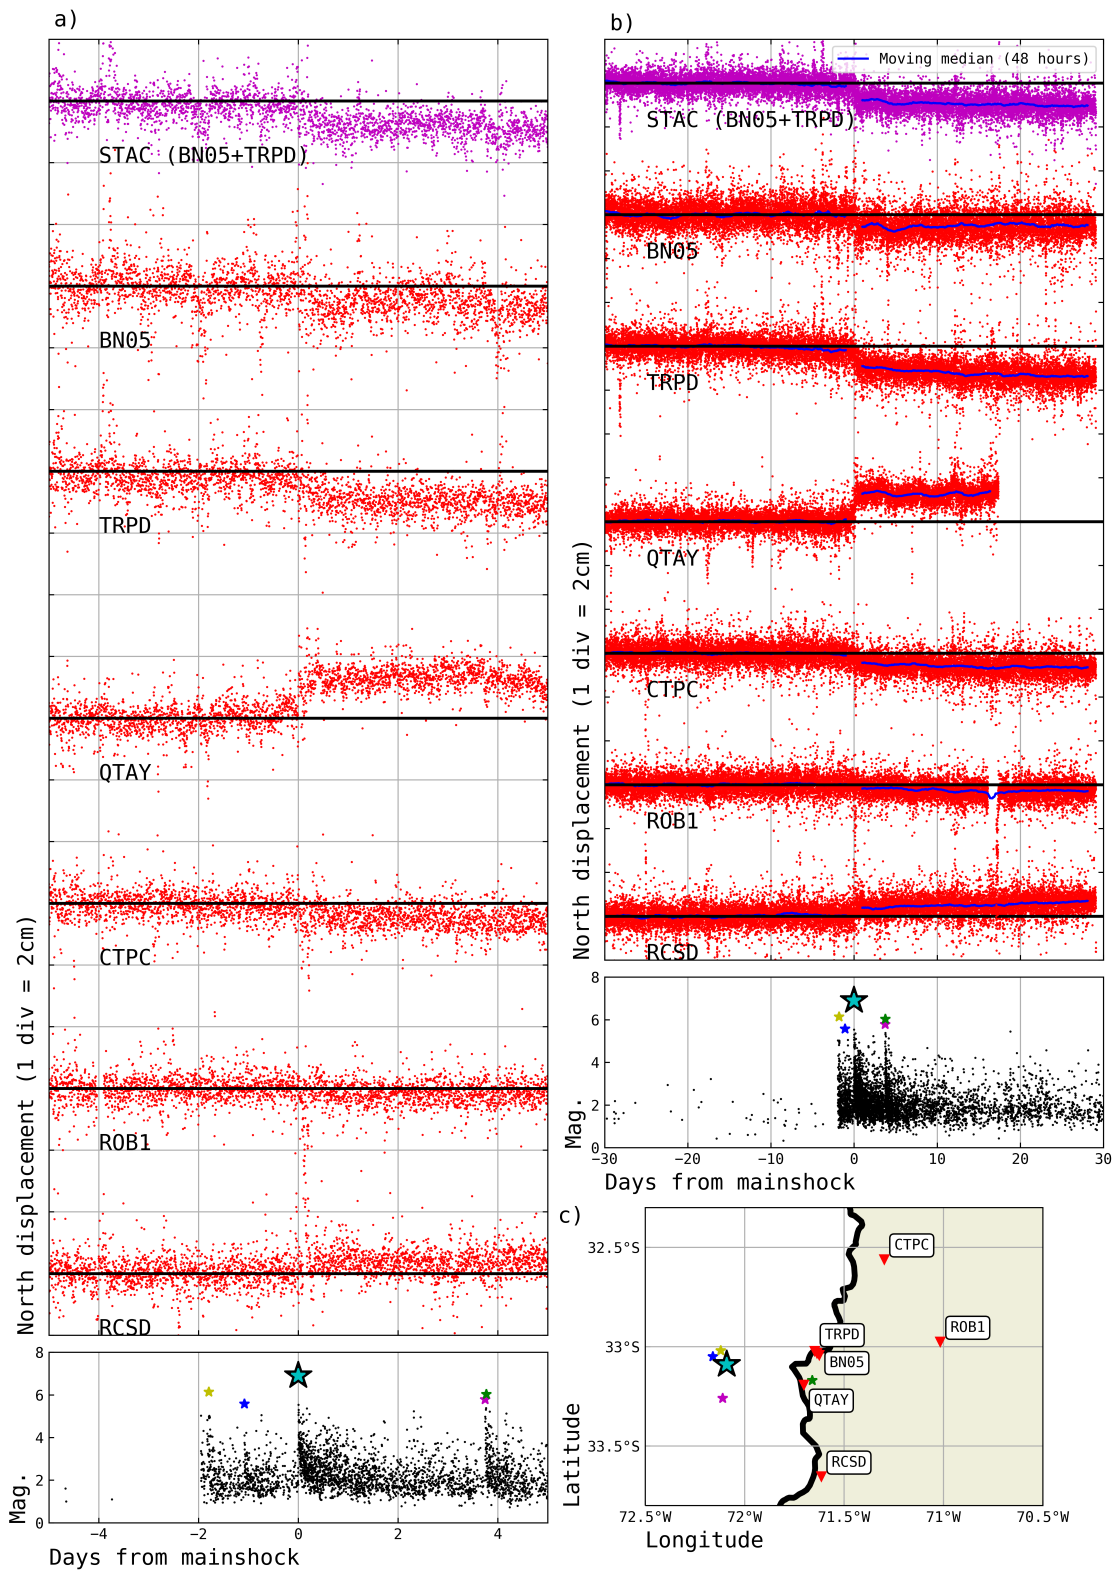 a)
STAC (BN05+TRPD)
BN05
TRPD
QTAY
CTPC
ROB1
RCSD
North displacement (1 div = 2cm)
8
6
4
2
0
Mag.
−4 −2 0 2 4
Days from mainshock
b)
Moving median (48 hours)
STAC (BN05+TRPD)
BN05
TRPD
QTAY
CTPC
ROB1
RCSD
North displacement (1 div = 2cm)
8
6
4
2
0
Mag.
−30 −20 −10 0 10 20 30
Days from mainshock
c)
CTPC
ROB1
TRPD
BN05
QTAY
RCSD
32.5°S
33°S
33.5°S
Latitude
72.5°W 72°W 71.5°W 71°W 70.5°W
Longitude